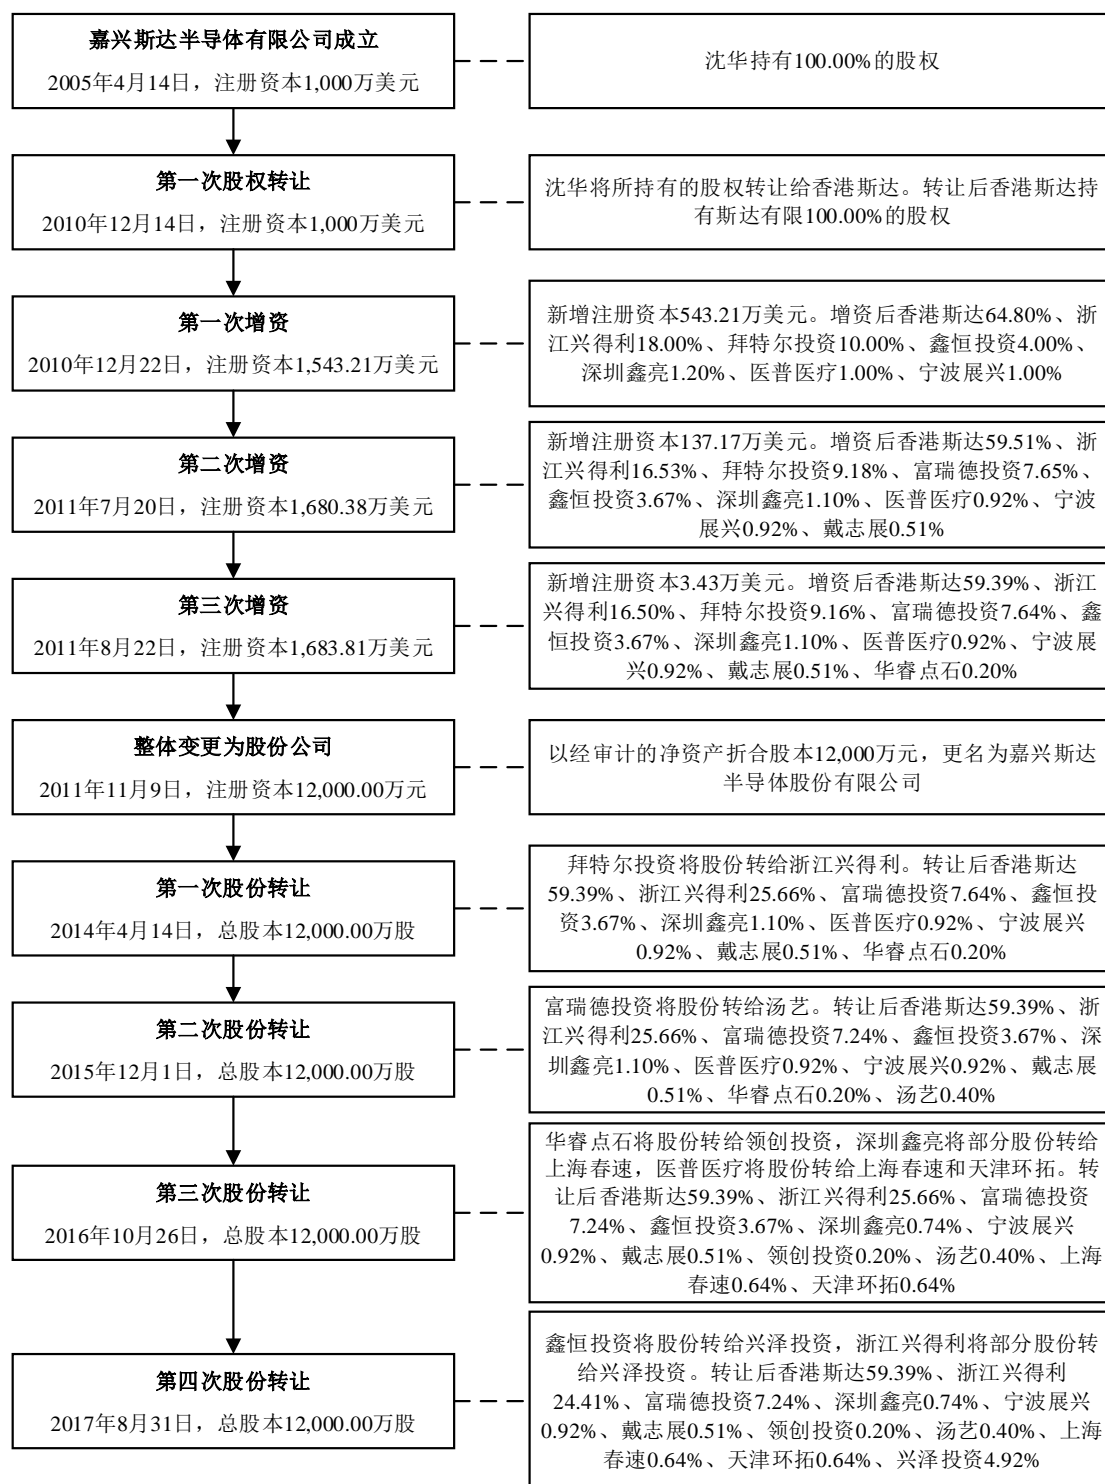 嘉兴斯达半导体有限公司成立
2005年4月14日，注册资本1,000万美元
沈华持有100.00%的股权
第一次股权转让
2010年12月14日，注册资本1,000万美元
沈华将所持有的股权转让给香港斯达。转让后香港斯达持
有斯达有限100.00%的股权
第一次增资
2010年12月22日，注册资本1,543.21万美元
新增注册资本543.21万美元。增资后香港斯达64.80%、浙
江兴得利18.00%、拜特尔投资10.00%、鑫恒投资4.00%、
深圳鑫亮1.20%、医普医疗1.00%、宁波展兴1.00%
第二次增资
2011年7月20日，注册资本1,680.38万美元
新增注册资本137.17万美元。增资后香港斯达59.51%、浙
江兴得利16.53%、拜特尔投资9.18%、富瑞德投资7.65%、
鑫恒投资3.67%、深圳鑫亮1.10%、医普医疗0.92%、宁波
展兴0.92%、戴志展0.51%
第三次增资
2011年8月22日，注册资本1,683.81万美元
新增注册资本3.43万美元。增资后香港斯达59.39%、浙江
兴得利16.50%、拜特尔投资9.16%、富瑞德投资7.64%、鑫
恒投资3.67%、深圳鑫亮1.10%、医普医疗0.92%、宁波展
兴0.92%、戴志展0.51%、华睿点石0.20%
整体变更为股份公司
2011年11月9日，注册资本12,000.00万元
以经审计的净资产折合股本12,000万元，更名为嘉兴斯达
半导体股份有限公司
第一次股份转让
2014年4月14日，总股本12,000.00万股
拜特尔投资将股份转给浙江兴得利。转让后香港斯达
59.39%、浙江兴得利25.66%、富瑞德投资7.64%、鑫恒投
资3.67%、深圳鑫亮1.10%、医普医疗0.92%、宁波展兴
0.92%、戴志展0.51%、华睿点石0.20%
第二次股份转让
2015年12月1日，总股本12,000.00万股
富瑞德投资将股份转给汤艺。转让后香港斯达59.39%、浙
江兴得利25.66%、富瑞德投资7.24%、鑫恒投资3.67%、深
圳鑫亮1.10%、医普医疗0.92%、宁波展兴0.92%、戴志展
0.51%、华睿点石0.20%、汤艺0.40%
第三次股份转让
2016年10月26日，总股本12,000.00万股
华睿点石将股份转给领创投资，深圳鑫亮将部分股份转给
上海春速，医普医疗将股份转给上海春速和天津环拓。转
让后香港斯达59.39%、浙江兴得利25.66%、富瑞德投资
7.24%、鑫恒投资3.67%、深圳鑫亮0.74%、宁波展兴
0.92%、戴志展0.51%、领创投资0.20%、汤艺0.40%、上海
春速0.64%、天津环拓0.64%
第四次股份转让
2017年8月31日，总股本12,000.00万股
鑫恒投资将股份转给兴泽投资，浙江兴得利将部分股份转
给兴泽投资。转让后香港斯达59.39%、浙江兴得利
24.41%、富瑞德投资7.24%、深圳鑫亮0.74%、宁波展兴
0.92%、戴志展0.51%、领创投资0.20%、汤艺0.40%、上海
春速0.64%、天津环拓0.64%、兴泽投资4.92%